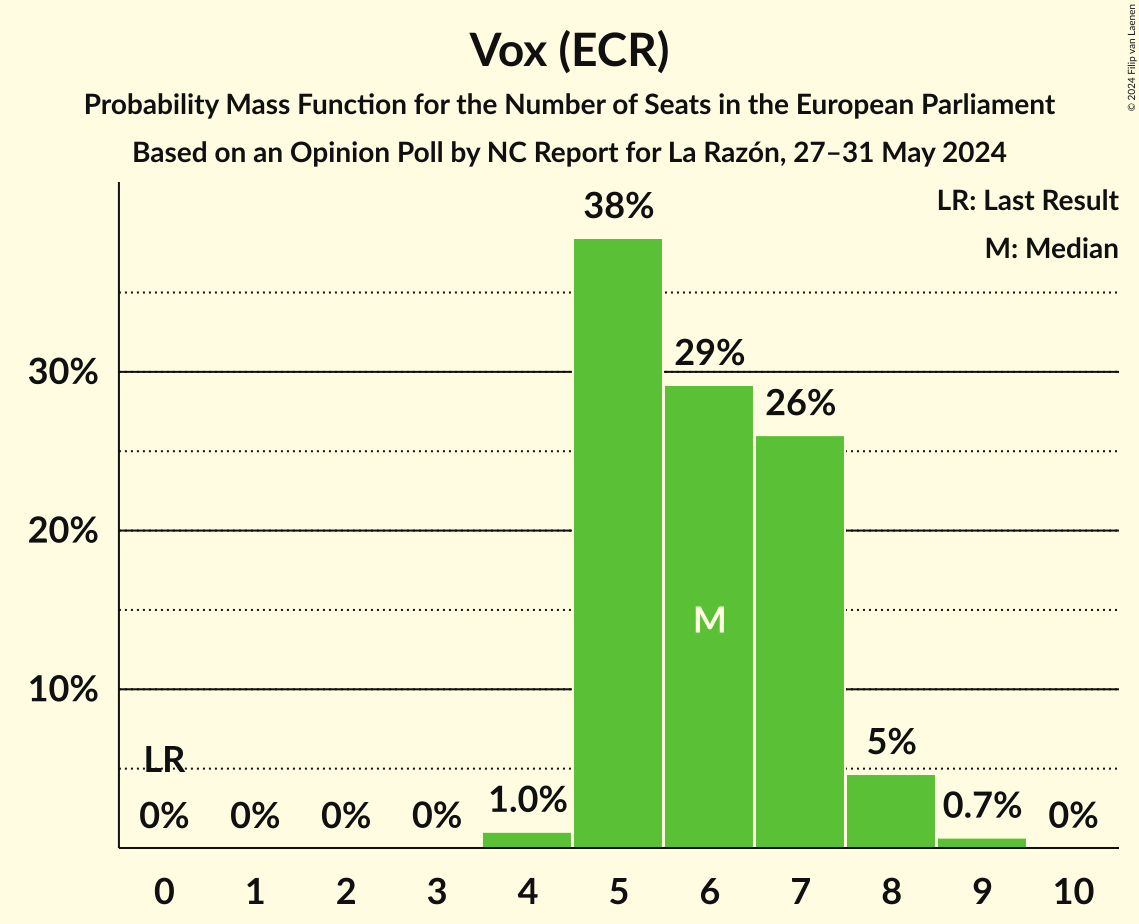 Vox (ECR)
Probability Mass Function for the Number of Seats in the European Parliament
Based on an Opinion Poll by NC Report for La Razón, 27–31 May 2024
© 2024 Filip van Laenen
LR: Last Result
M: Median
38%
29%
26%
30%
20%
10%
M
LR
0%
0%
0%
0%
1.0%
5%
0.7%
0%
0 1 2 3 4 5 6 7 8 9 10